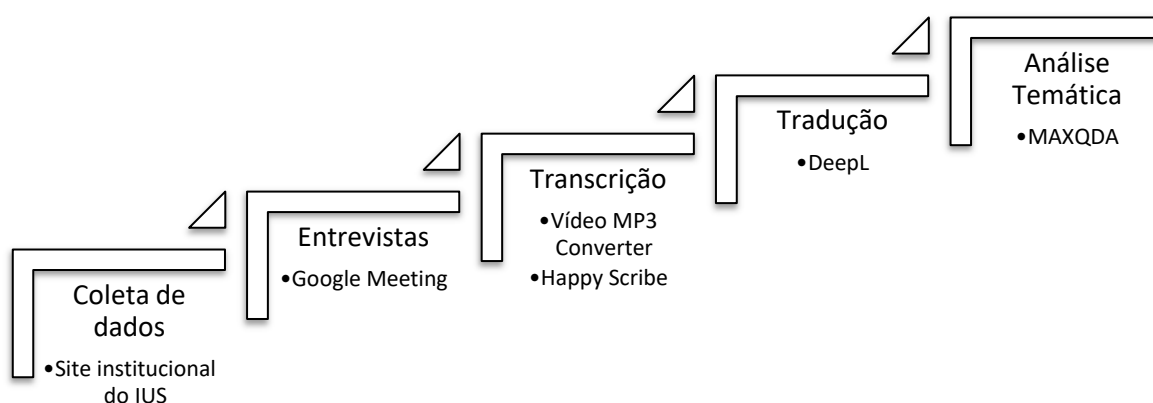 Coleta de
dados
•Site institucional
do IUS
Entrevistas
•Google Meeting
Transcrição
•Vídeo MP3
Converter
•Happy Scribe
Tradução
•DeepL
Análise
Temática
•MAXQDA